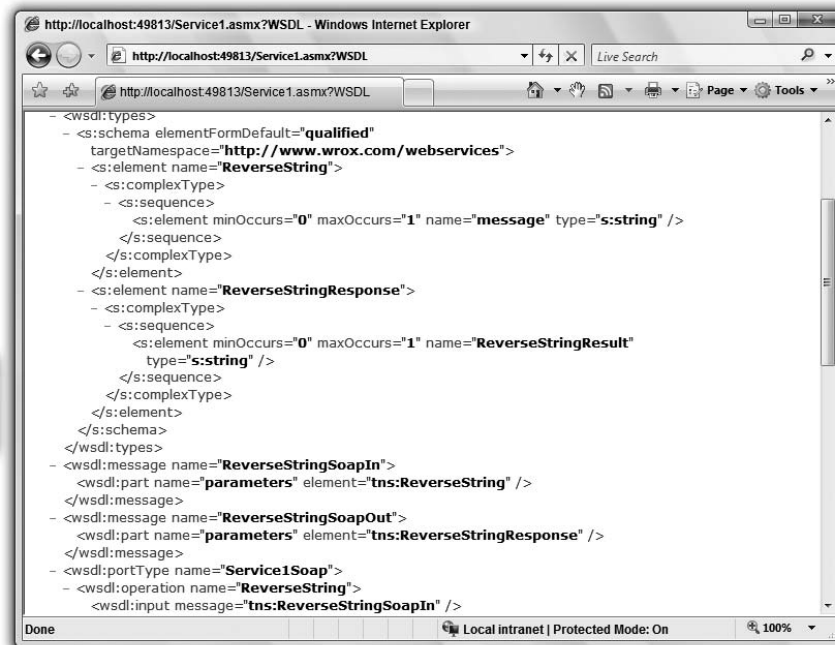 http://localhost:49813/Service1.asmx?WSDL - Windows Internet Explorer
http://localhost:49813/Service1.asmx?WSDL
Live Search
http://localhost:49813/Service1.asmx?WSDL
Page
Tools
- <wsdl:types>
- <s:schema elementFormDefault="qualified"
targetNamespace="http://www.wrox.com/webservices">
- <s:element name="ReverseString">
- <s:complexType>
- <s:sequence>
<s:element minOccurs="0" maxOccurs="1" name="message" type="s:string" />
</s:sequence>
</s:complexType>
</s:element>
- <s:element name="ReverseStringResponse">
- <s:complexType>
- <s:sequence>
<s:element minOccurs="0" maxOccurs="1" name="ReverseStringResult"
type="s:string" />
</s:sequence>
</s:complexType>
</s:element>
</s:schema>
</wsdl:types>
- <wsdl:message name="ReverseStringSoapIn">
<wsdl:part name="parameters" element="tns:ReverseString" />
</wsdl:message>
- <wsdl:message name="ReverseStringSoapOut">
<wsdl:part name="parameters" element="tns:ReverseStringResponse" />
</wsdl:message>
- <wsdl:portType name="Service1Soap">
- <wsdl:operation name="ReverseString">
<wsdl:input message="tns:ReverseStringSoapIn" />
Done
Local intranet | Protected Mode: On
100%